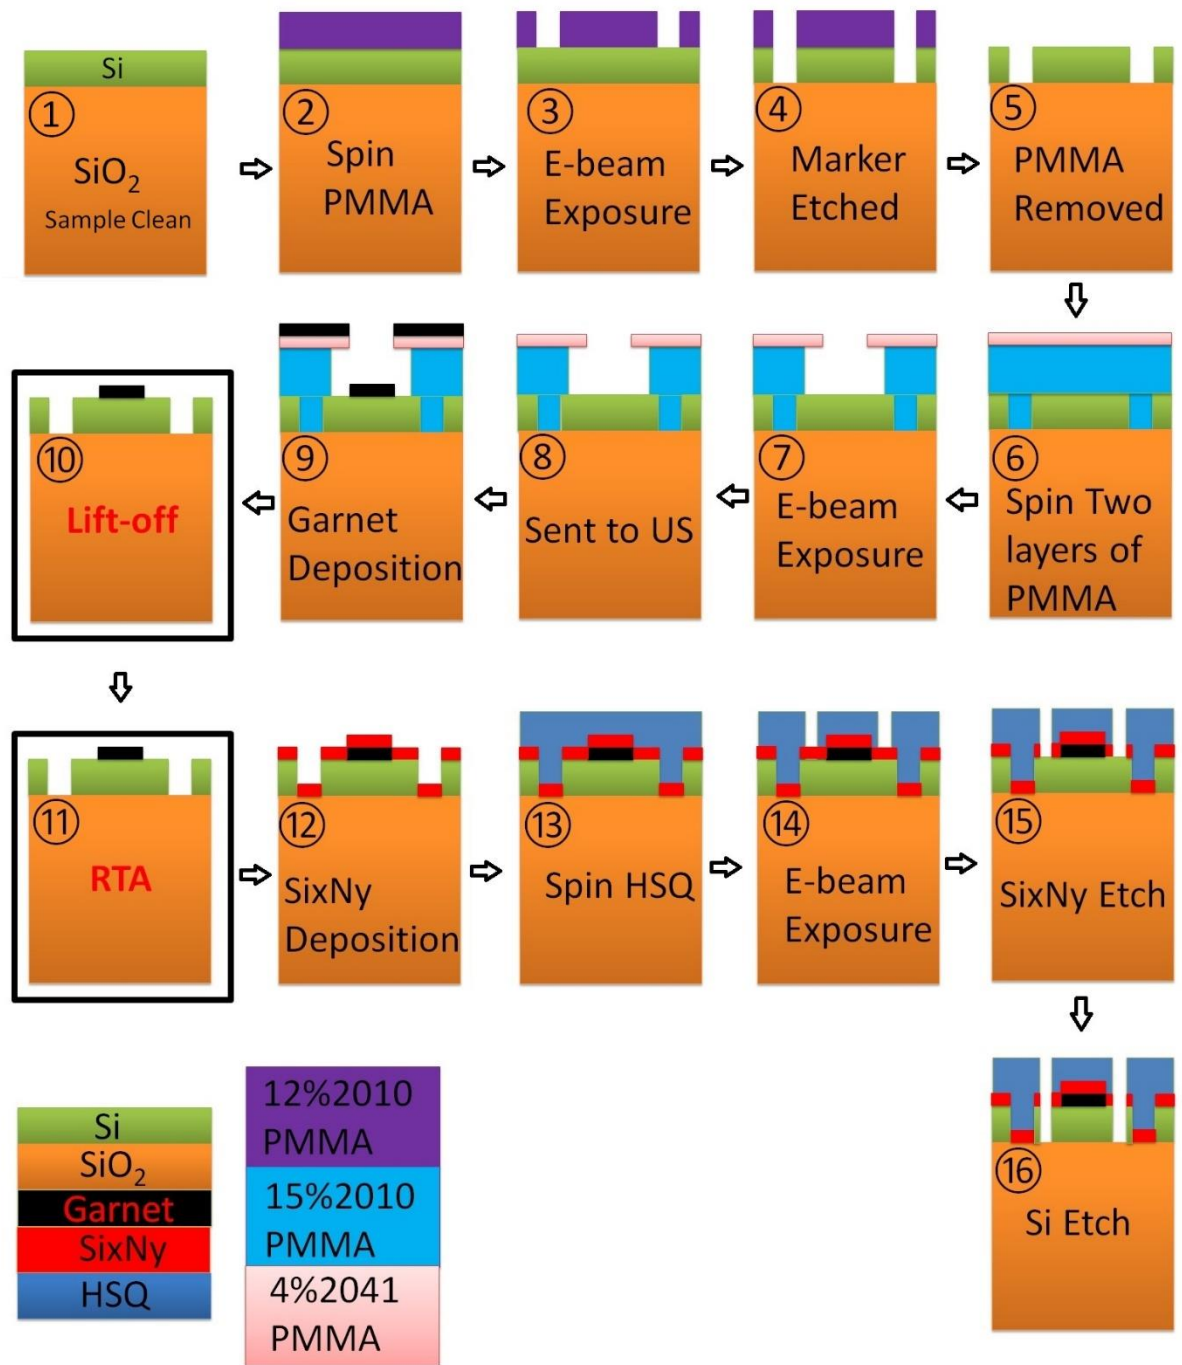 Si
①
SiO₂
Sample Clean
②
Spin
PMMA
③
E-beam
Exposure
④
Marker
Etched
⑤
PMMA
Removed
⑩
Lift-off
⑨
Garnet
Deposition
⑧
Sent to US
⑦
E-beam
Exposure
⑥
Spin Two
layers of
PMMA
⑪
RTA
⑫
SixNy
Deposition
⑬
Spin HSQ
⑭
E-beam
Exposure
⑮
SixNy Etch
⑯
Si Etch
Si
SiO₂
Garnet
SixNy
HSQ
12%2010
PMMA
15%2010
PMMA
4%2041
PMMA